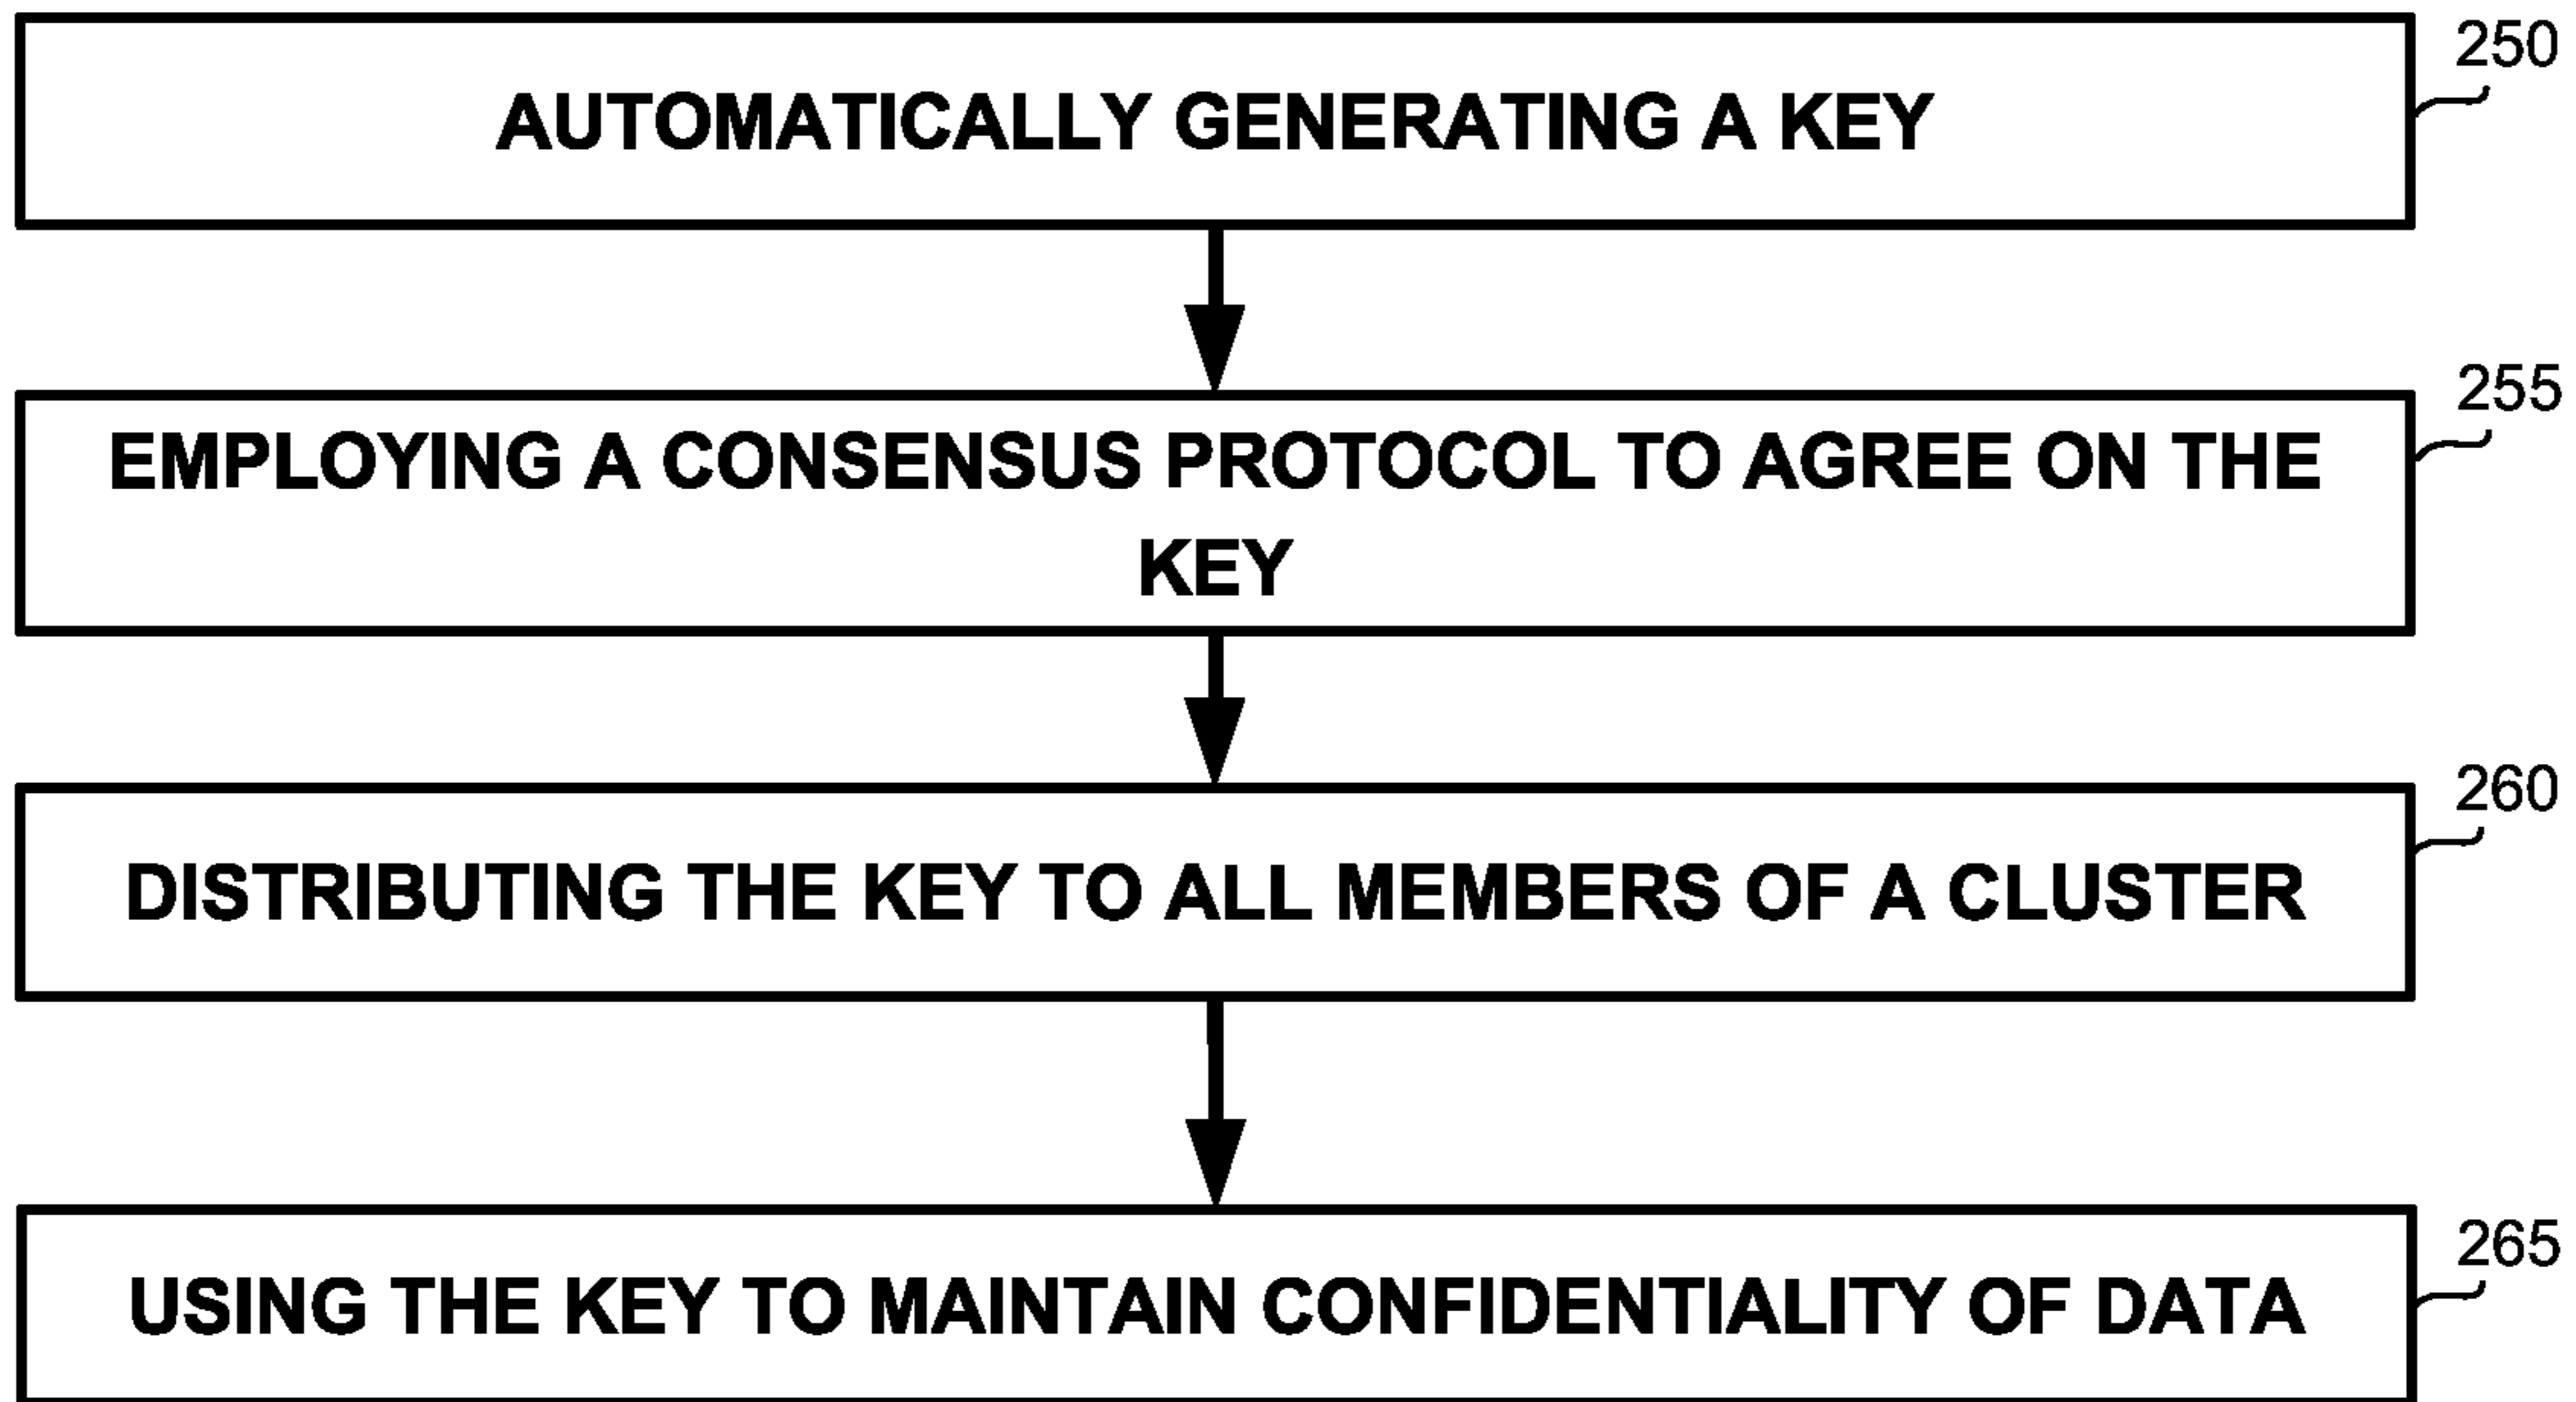 250
AUTOMATICALLY GENERATING A KEY
255
EMPLOYING A CONSENSUS PROTOCOL TO AGREE ON THE
KEY
260
DISTRIBUTING THE KEY TO ALL MEMBERS OF A CLUSTER
265
USING THE KEY TO MAINTAIN CONFIDENTIALITY OF DATA